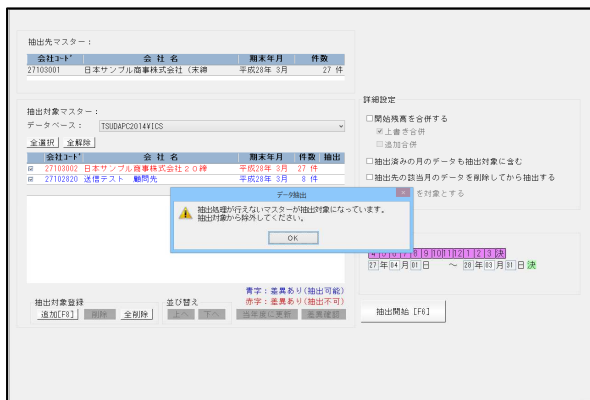 抽出先マスター:
会社ｺｰﾄﾞ 会 社 名 期末年月 件数
27103001 日本サンプル商事株式会社（末締 平成28年 3月 27 件
抽出対象マスター:
データベース: TSUDAPC2014¥ICS
全選択 全解除
会社ｺｰﾄﾞ 会 社 名 期末年月 件数 抽出
27103002 日本サンプル商事株式会社２０締 平成28年 3月 27 件
27102820 送信テスト 顧問先 平成28年 3月 8 件
青字:差異あり(抽出可能)
赤字:差異あり(抽出不可)
抽出対象登録
追加[F8] 削除 全削除
並び替え
上へ 下へ 当年度に更新 差異確認
詳細設定
開始残高を合併する
上書き合併
追加合併
抽出済みの月のデータも抽出対象に含む
抽出先の該当月のデータを削除してから抽出する
を対象とする
データ抽出
抽出処理が行えないマスターが抽出対象になっています。
抽出対象から除外してください。
OK
4 5 6 7 8 9 10 11 12 1 2 3 決
27 年 04 月 01 日 ～ 28 年 03 月 31 日 決
抽出開始 [F6]